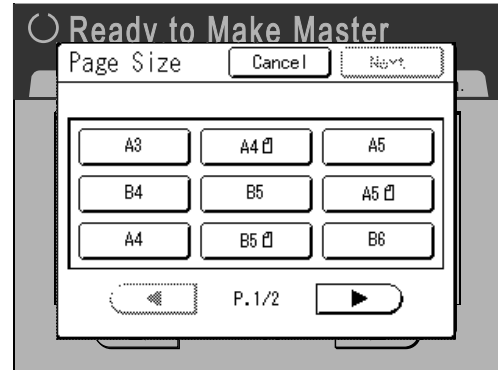 Ready to Make Master
Page Size Cancel Next
A3 A4 A5
B4 B5 A5
A4 B5 B6
P.1/2